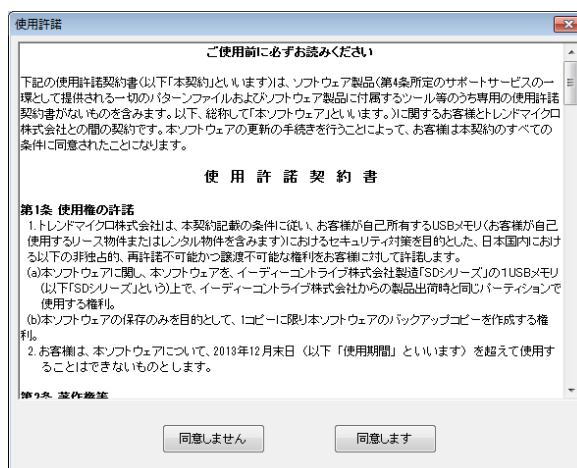 使用許諾
ご使用前に必ずお読みください
下記の使用許諾契約書(以下「本契約」といいます)は、ソフトウェア製品(第4条所定のサポートサービスの一
環として提供される一切のパターンファイルおよびソフトウェア製品に付属するツール等のうち専用の使用許諾
契約書がないものを含みます。以下、総称して「本ソフトウェア」といいます。)に関するお客様とトレンドマイクロ
株式会社との間の契約です。本ソフトウェアの更新の手続きを行うことによって、お客様は本契約のすべての
条件に同意されたことになります。
使 用 許 諾 契 約 書
第1条 使用権の許諾
1.トレンドマイクロ株式会社は、本契約記載の条件に従い、お客様が自己所有するUSBメモリ(お客様が自己
使用するリース物件またはレンタル物件を含みます)におけるセキュリティ対策を目的とした、日本国内におけ
る以下の非独占的、再許諾不可能かつ譲渡不可能な権利をお客様に対して許諾します。
(a)本ソフトウェアに関し、本ソフトウェアを、イーディーコントライブ株式会社製造「SDシリーズ」の1USBメモリ
(以下「SDシリーズ」という)上で、イーディーコントライブ株式会社からの製品出荷時と同じパーティションで
使用する権利。
(b)本ソフトウェアの保存のみを目的として、1コピーに限り本ソフトウェアのバックアップコピーを作成する権
利。
2.お客様は、本ソフトウェアについて、2013年12月末日(以下「使用期間」といいます)を超えて使用す
ることはできないものとします。
第2条 著作権等
同意しません
同意します